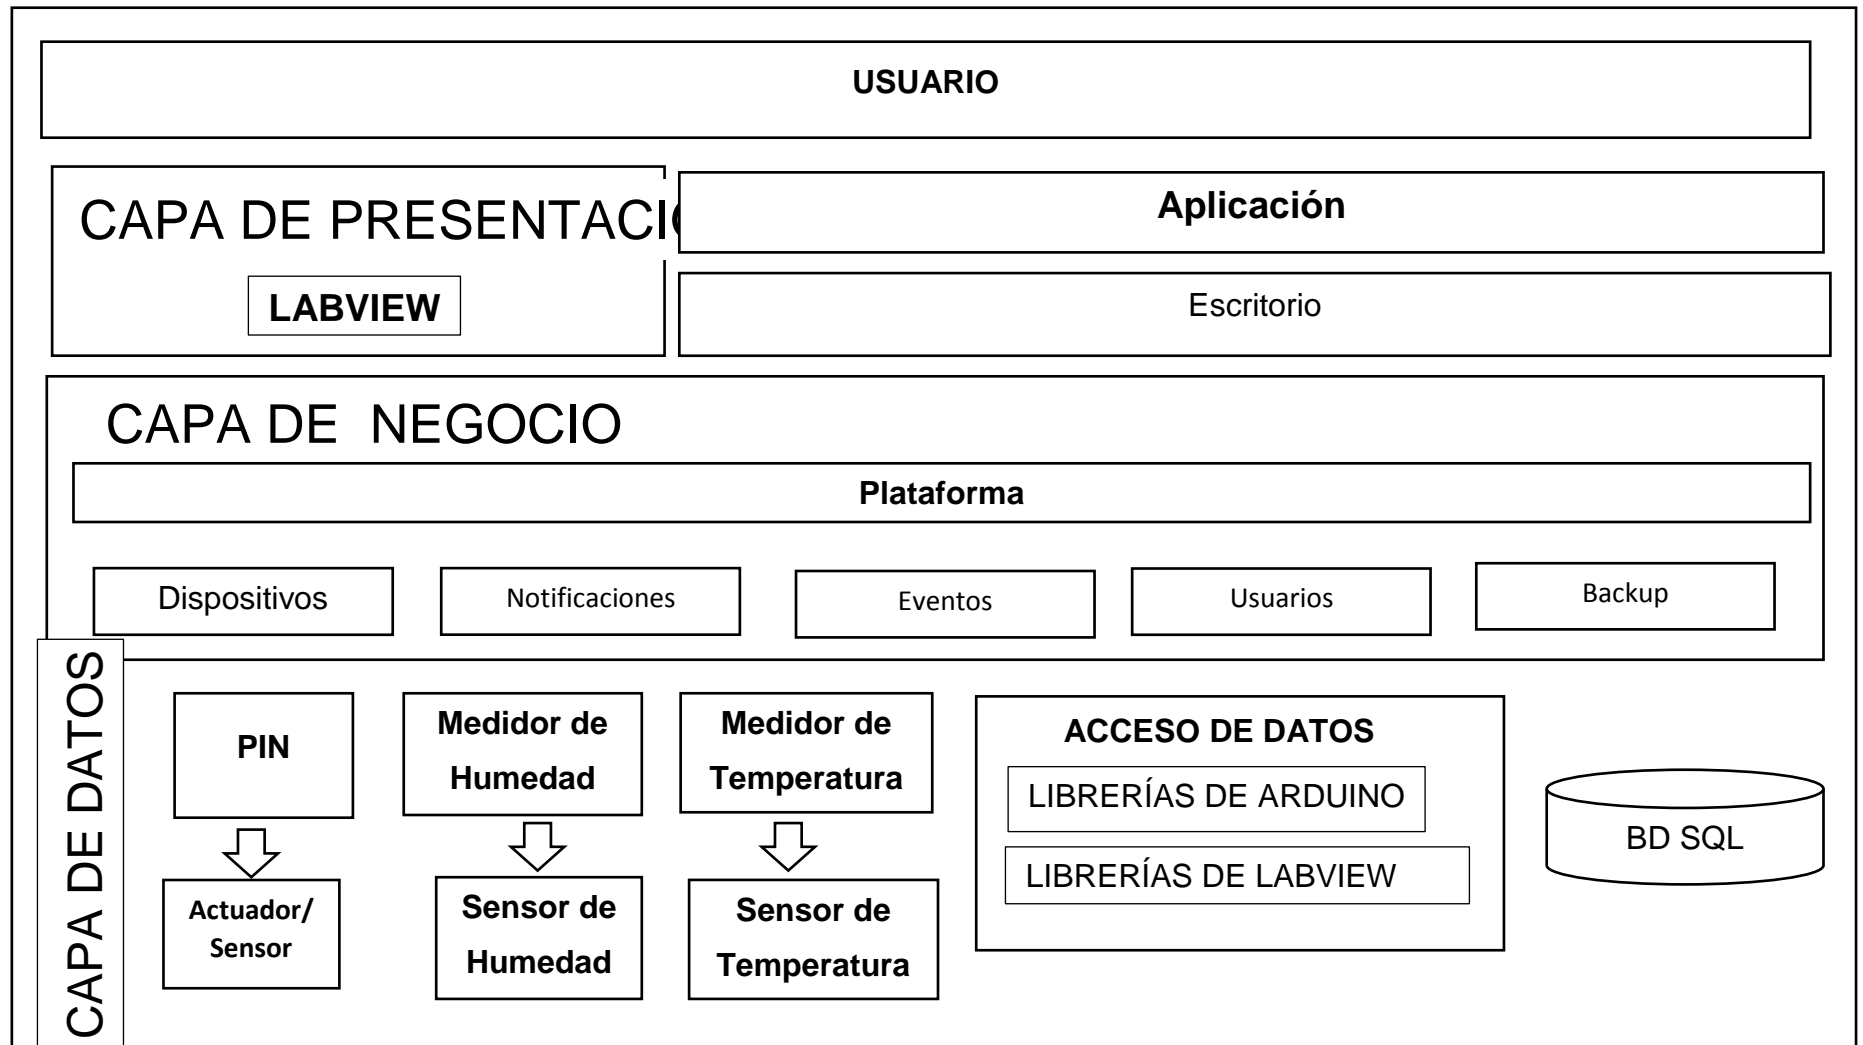 USUARIO
CAPA DE PRESENTACI
Aplicación
LABVIEW
Escritorio
CAPA DE NEGOCIO
Plataforma
Dispositivos
Notificaciones
Eventos
Usuarios
Backup
CAPA DE DATOS
PIN
Medidor de
Humedad
Medidor de
Temperatura
ACCESO DE DATOS
LIBRERÍAS DE ARDUINO
LIBRERÍAS DE LABVIEW
BD SQL
Actuador/
Sensor
Sensor de
Humedad
Sensor de
Temperatura